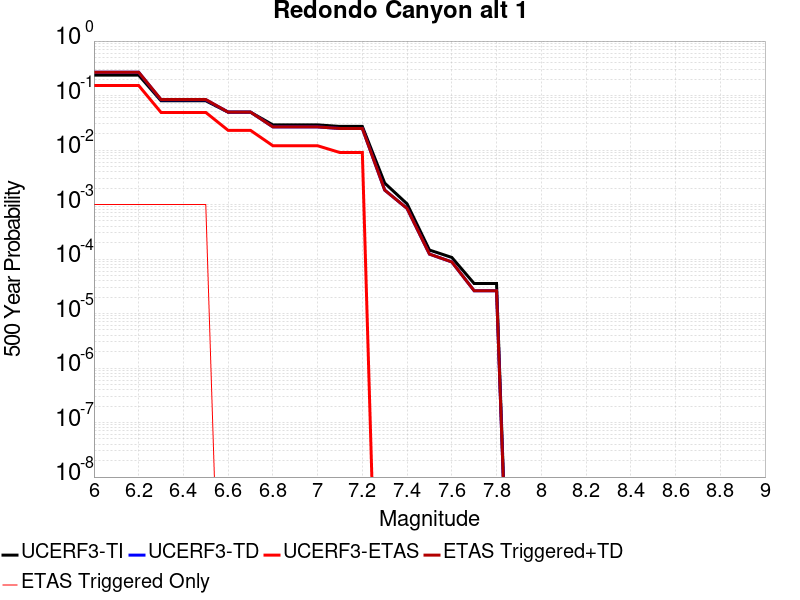 Redondo Canyon alt 1
500 Year Probability
10^0
10^-1
10^-2
10^-3
10^-4
10^-5
10^-6
10^-7
10^-8
6 6.2 6.4 6.6 6.8 7 7.2 7.4 7.6 7.8 8 8.2 8.4 8.6 8.8 9
Magnitude
UCERF3-TI UCERF3-TD UCERF3-ETAS ETAS Triggered+TD
ETAS Triggered Only